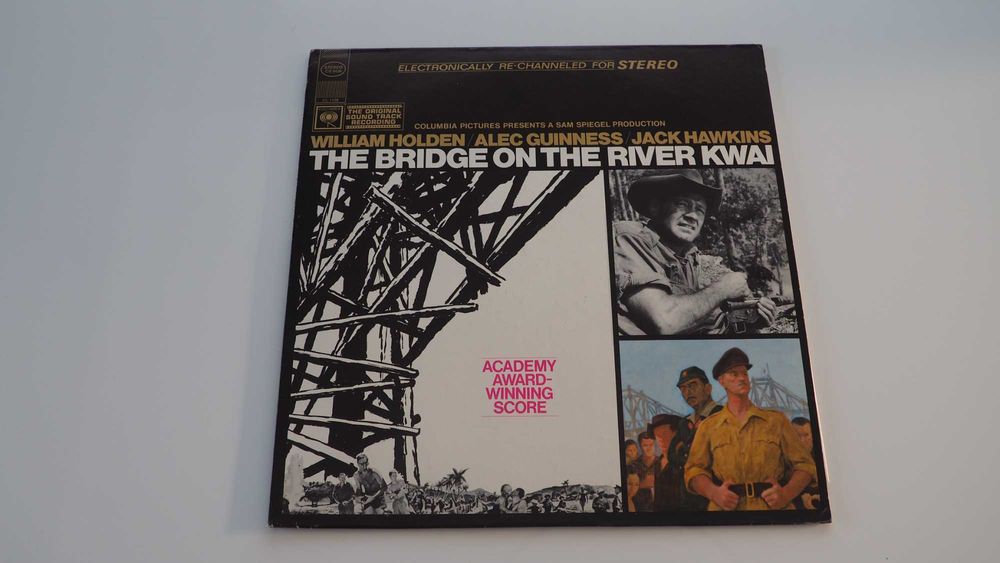 ELECTRONICALLY RE-CHANNELED FOR STEREO
STEREO
THE ORIGINAL
SOUND TRACK
RECORDING
COLUMBIA PICTURES PRESENTS A SAM SPIEGEL PRODUCTION
WILLIAM HOLDEN / ALEC GUINNESS / JACK HAWKINS
THE BRIDGE ON THE RIVER KWAI
ACADEMY
AWARD-
WINNING
SCORE